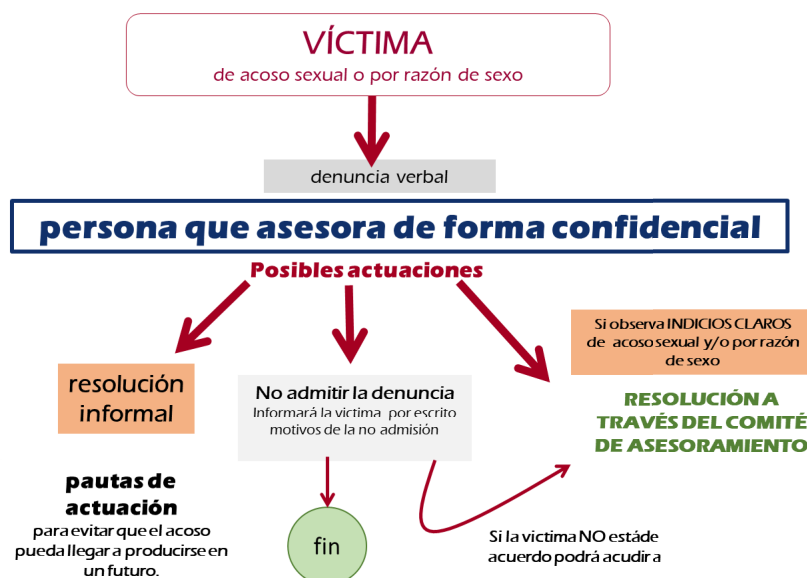 VÍCTIMA
de acoso sexual o por razón de sexo
denuncia verbal
persona que asesora de forma confidencial
Posibles actuaciones
resolución
informal
pautas de
actuación
para evitar que el acoso
pueda llegar a producirse en
un futuro.
No admitir la denuncia
Informará la victima por escrito
motivos de la no admisión
fin
Si observa INDICIOS CLAROS
de acoso sexual y/o por razón
de sexo
RESOLUCIÓN A
TRAVÉS DEL COMITÉ
DE ASESORAMIENTO
Si la victima NO estáde
acuerdo podrá acudir a